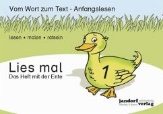 Vom Wort zum Text - Anfangslesen
lesen • malen • rätseln
Lies mal
Das Heft mit der Ente
1
jandorf
verlag